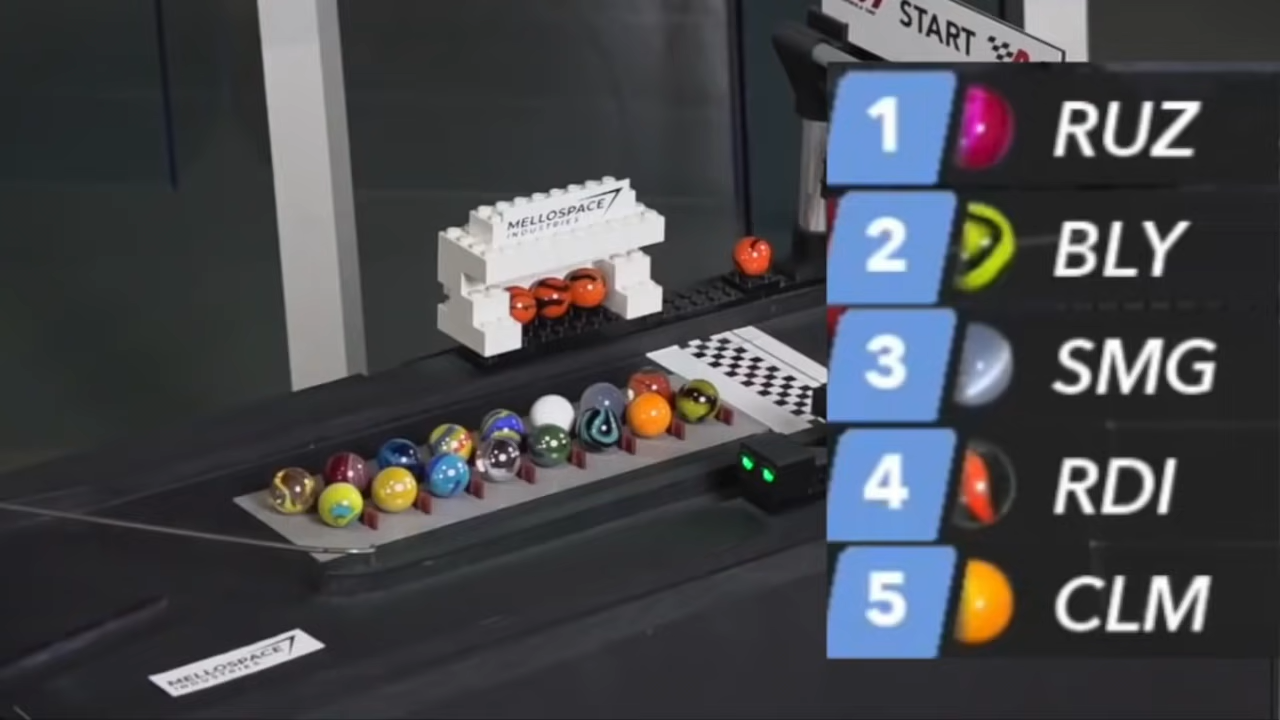 START
MELLOSPACE
INDUSTRIES
1 RUZ
2 BLY
3 SMG
4 RDI
5 CLM
MELLOSPACE
INDUSTRIES